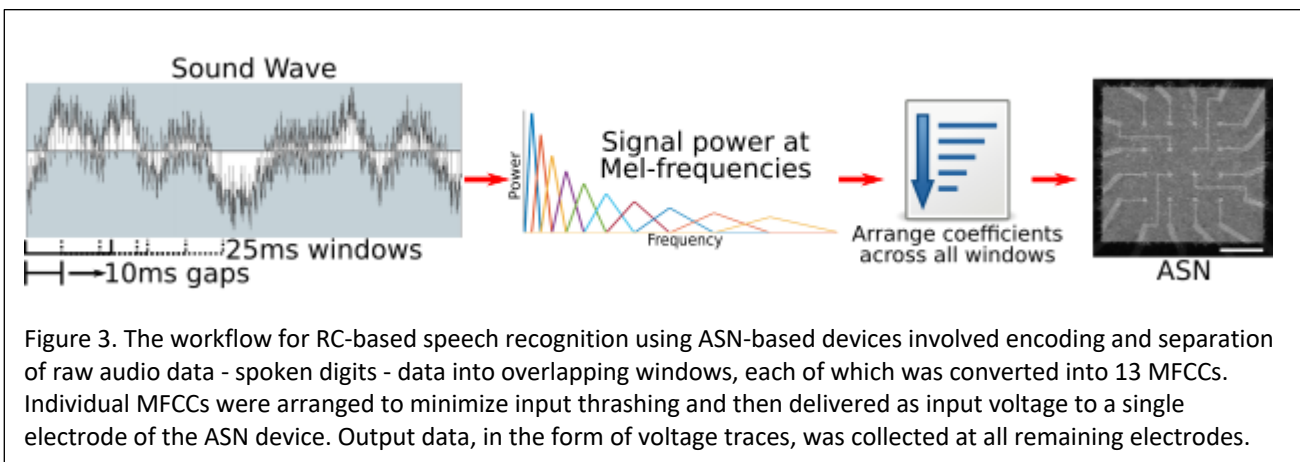 Sound Wave
25ms windows
10ms gaps
Power
Signal power at
Mel-frequencies
Frequency
Arrange coefficients
across all windows
ASN
Figure 3. The workflow for RC-based speech recognition using ASN-based devices involved encoding and separation
of raw audio data - spoken digits - data into overlapping windows, each of which was converted into 13 MFCCs.
Individual MFCCs were arranged to minimize input thrashing and then delivered as input voltage to a single
electrode of the ASN device. Output data, in the form of voltage traces, was collected at all remaining electrodes.